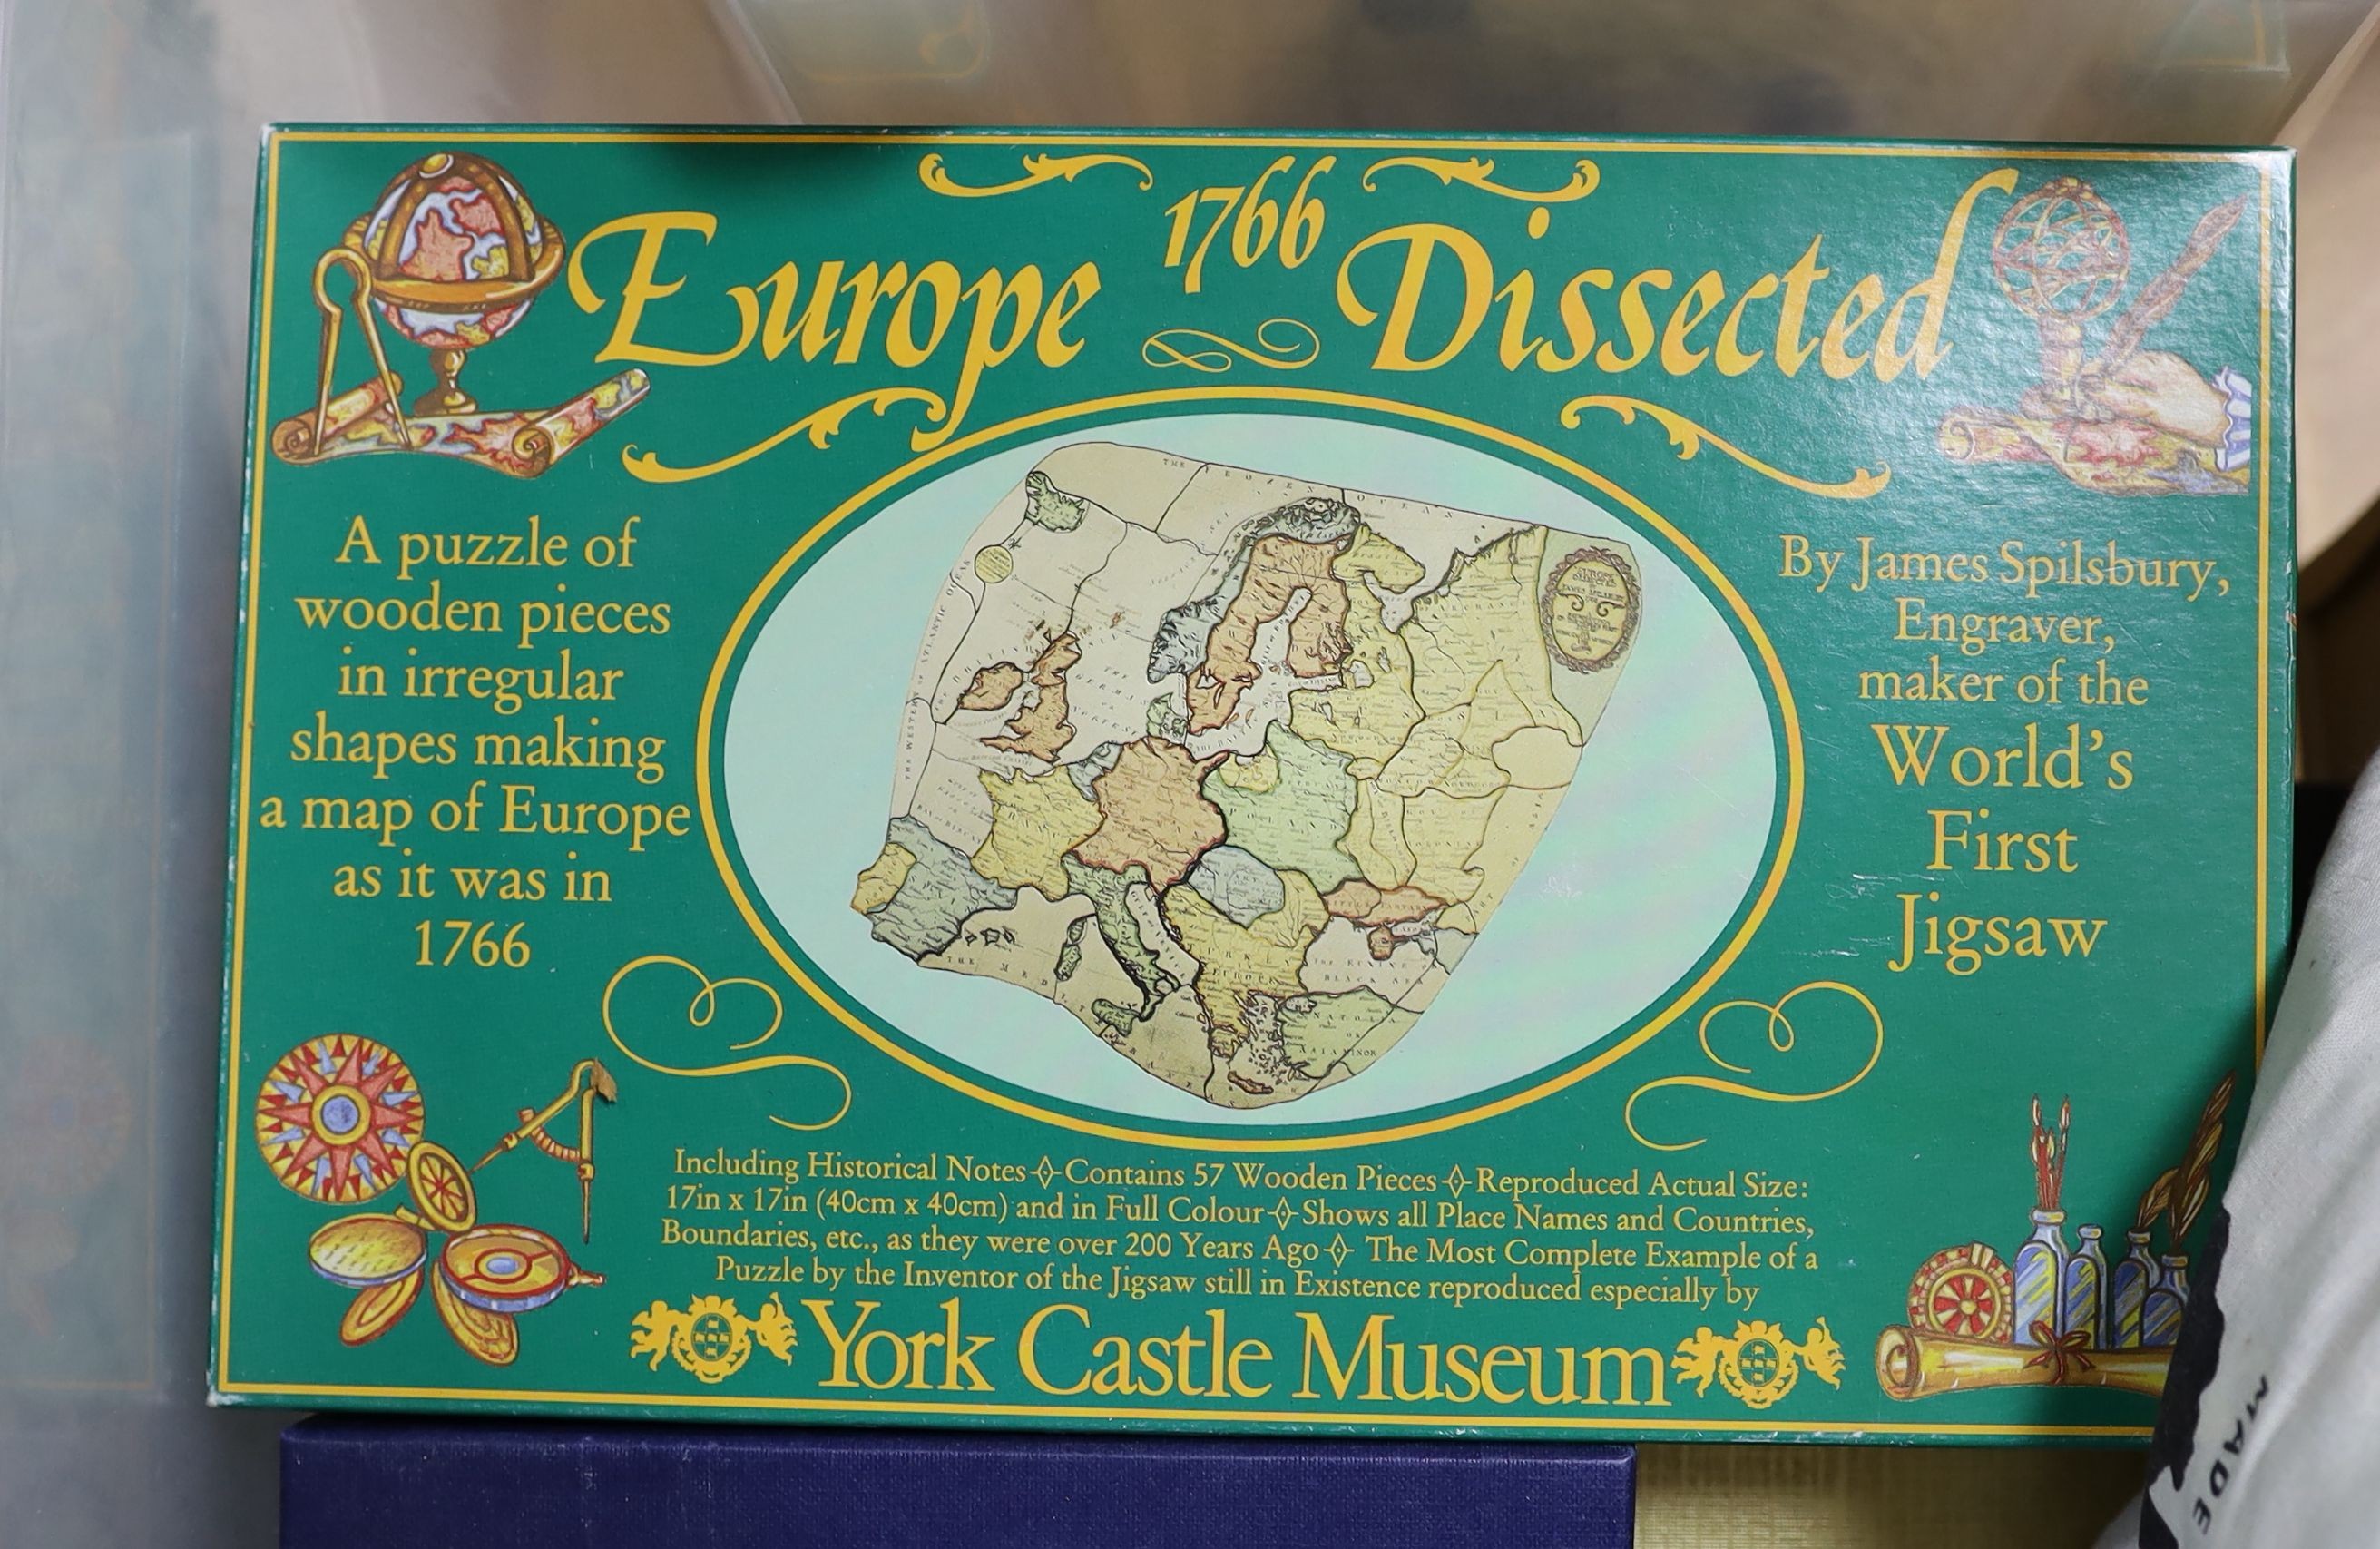 1766
Europe Dissected
A puzzle of
wooden pieces
in irregular
shapes making
a map of Europe
as it was in
1766
By James Spilsbury,
Engraver,
maker of the
World's
First
Jigsaw
Including Historical Notes Contains 57 Wooden Pieces Reproduced Actual Size:
17in x 17in (40cm x 40cm) and in Full Colour Shows all Place Names and Countries,
Boundaries, etc., as they were over 200 Years Ago The Most Complete Example of a
Puzzle by the Inventor of the Jigsaw still in Existence reproduced especially by
York Castle Museum
MADE